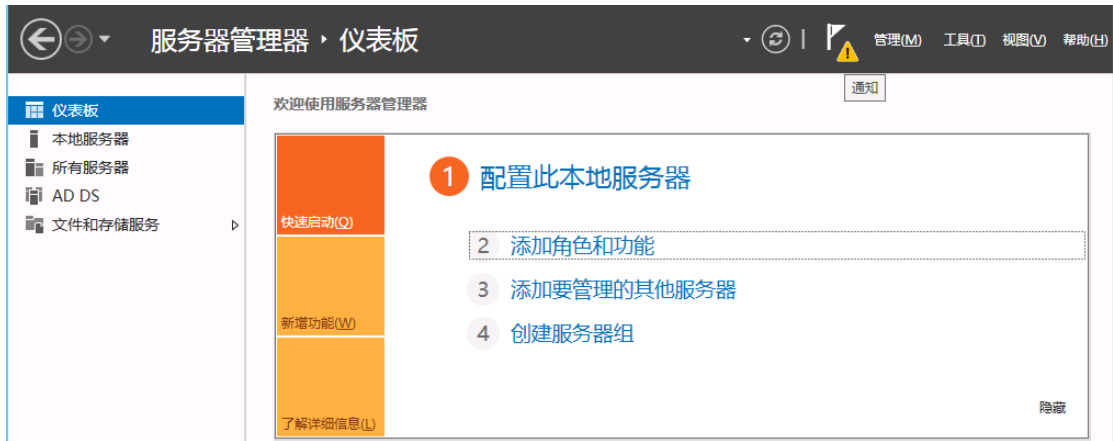 服务器管理器 · 仪表板
管理(M) 工具(T) 视图(V) 帮助(H)
通知
仪表板
本地服务器
所有服务器
AD DS
文件和存储服务
欢迎使用服务器管理器
快速启动(Q)
新增功能(W)
了解详细信息(L)
1 配置此本地服务器
2 添加角色和功能
3 添加要管理的其他服务器
4 创建服务器组
隐藏